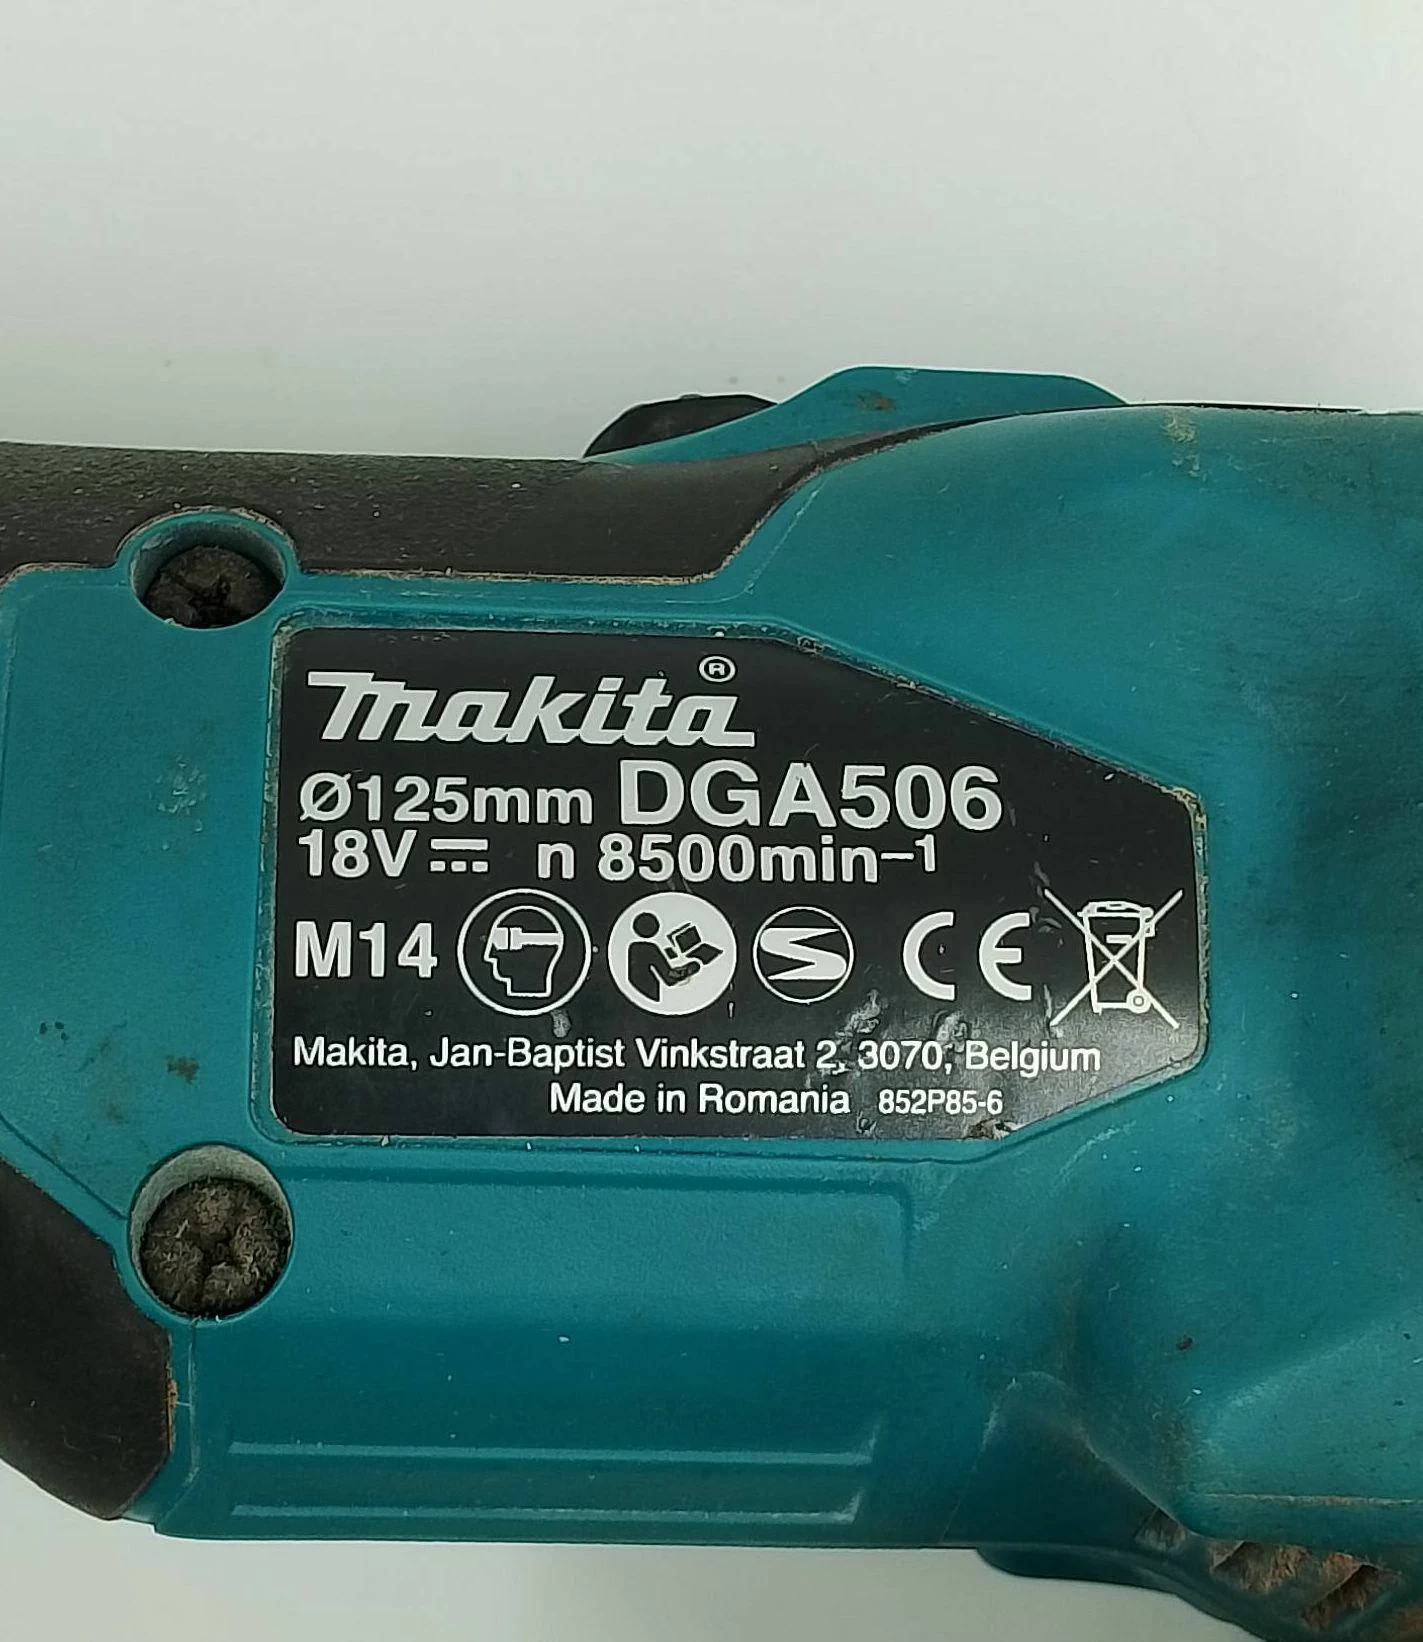 makita®
Ø125mm DGA506
18V⎓ n 8500min⁻¹
M14 CE
Makita, Jan-Baptist Vinkstraat 2, 3070, Belgium
Made in Romania 852P85-6